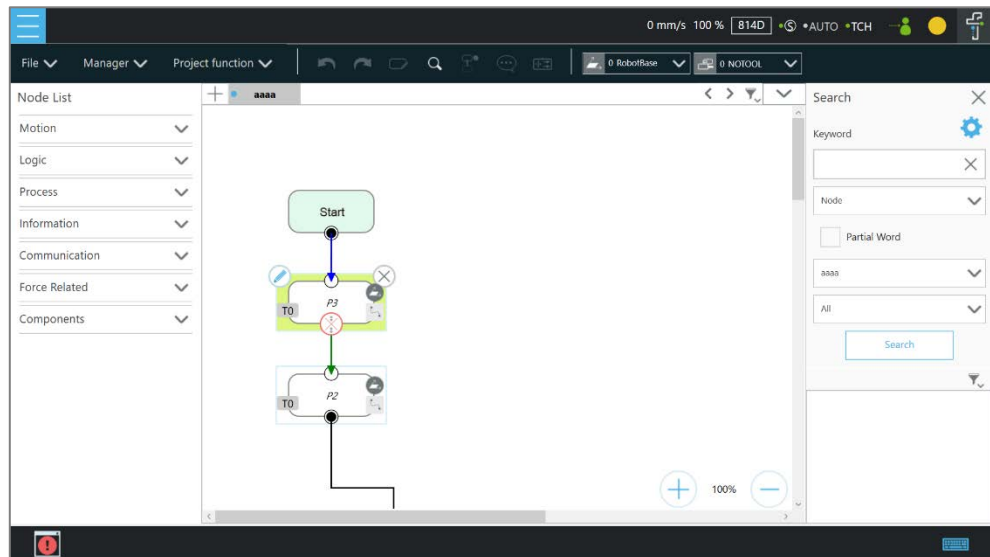 0 mm/s 100 % 814D S AUTO TCH
File Manager Project function 0 RobotBase 0 NOTOOL
Node List
Motion
Logic
Process
Information
Communication
Force Related
Components
aaaa
Start
P3
T0
P2
T0
100%
Search
Keyword
Node
Partial Word
aaaa
All
Search